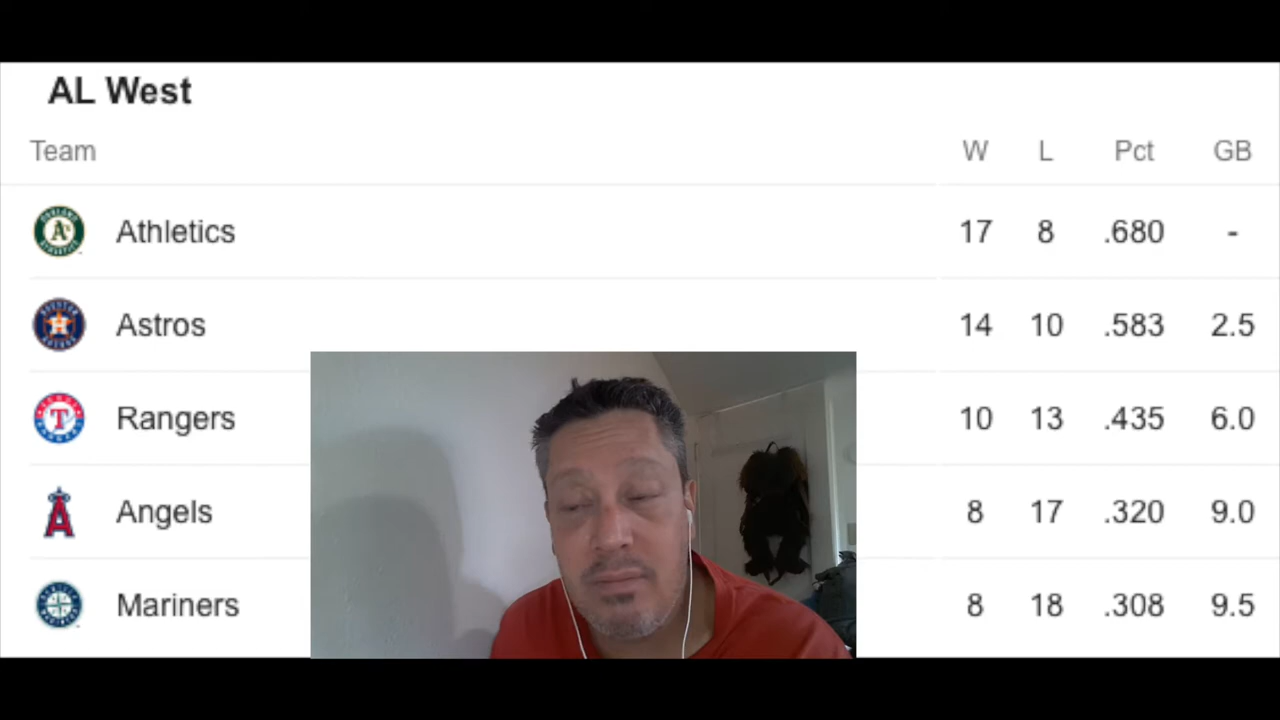 AL West
Team W L Pct GB
Athletics 17 8 .680 -
Astros 14 10 .583 2.5
Rangers 10 13 .435 6.0
Angels 8 17 .320 9.0
Mariners 8 18 .308 9.5